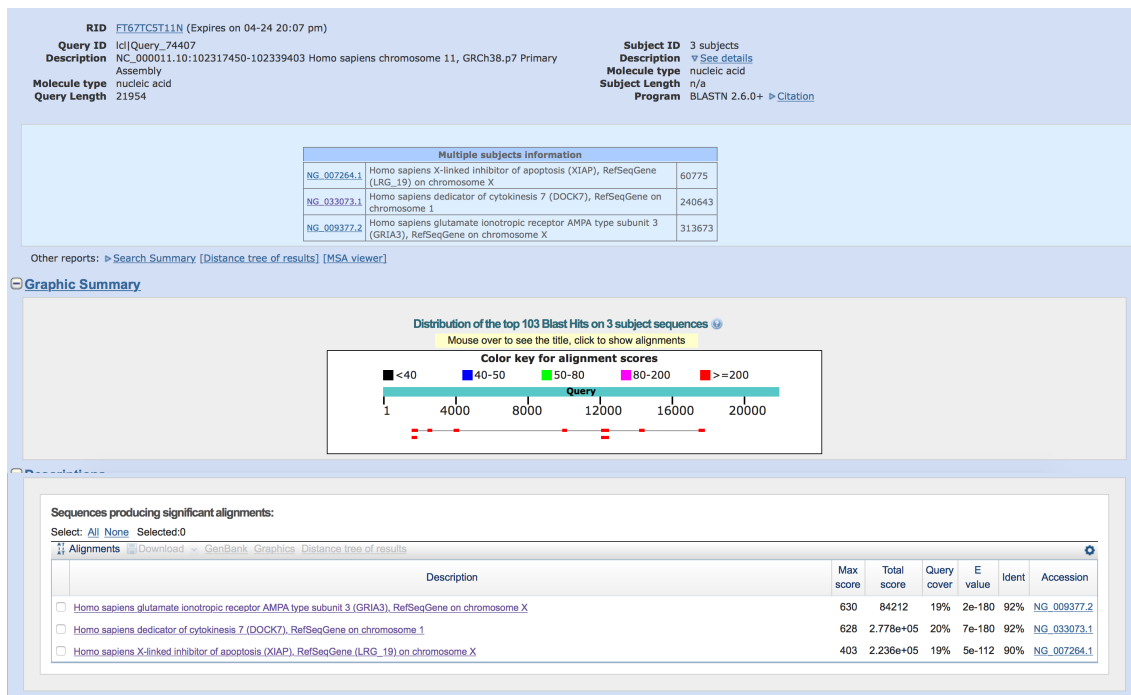 RID FT67TC5T11N (Expires on 04-24 20:07 pm)
Query ID lcl|Query_74407
Description NC_000011.10:102317450-102339403 Homo sapiens chromosome 11, GRCh38.p7 Primary
Assembly
Molecule type nucleic acid
Query Length 21954
Subject ID 3 subjects
Description See details
Molecule type nucleic acid
Subject Length n/a
Program BLASTN 2.6.0+ Citation
Multiple subjects information
NG_007264.1 Homo sapiens X-linked inhibitor of apoptosis (XIAP), RefSeqGene
(LRG_19) on chromosome X 60775
NG_033073.1 Homo sapiens dedicator of cytokinesis 7 (DOCK7), RefSeqGene on
chromosome 1 240643
NG_009377.2 Homo sapiens glutamate ionotropic receptor AMPA type subunit 3
(GRIA3), RefSeqGene on chromosome X 313673
Other reports: Search Summary [Distance tree of results] [MSA viewer]
Graphic Summary
Distribution of the top 103 Blast Hits on 3 subject sequences
Mouse over to see the title, click to show alignments
Color key for alignment scores
<40 40-50 50-80 80-200 >=200
Query
1 4000 8000 12000 16000 20000
Sequences producing significant alignments:
Select: All None Selected:0
Alignments Download GenBank Graphics Distance tree of results
Description Max score Total score Query cover E value Ident Accession
Homo sapiens glutamate ionotropic receptor AMPA type subunit 3 (GRIA3), RefSeqGene on chromosome X 630 84212 19% 2e-180 92% NG_009377.2
Homo sapiens dedicator of cytokinesis 7 (DOCK7), RefSeqGene on chromosome 1 628 2.778e+05 20% 7e-180 92% NG_033073.1
Homo sapiens X-linked inhibitor of apoptosis (XIAP), RefSeqGene (LRG_19) on chromosome X 403 2.236e+05 19% 5e-112 90% NG_007264.1